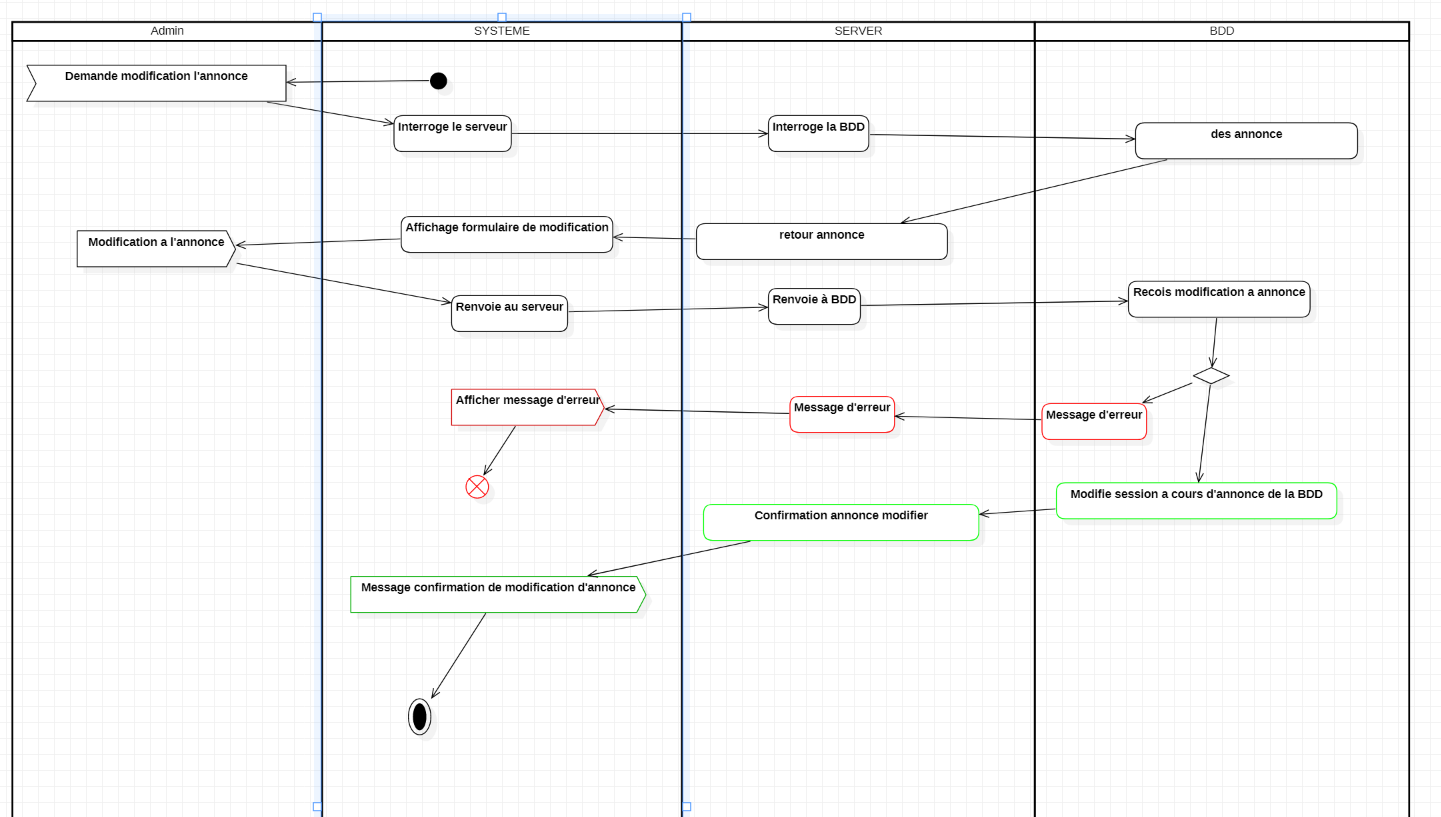 Admin
SYSTEME
SERVER
BDD
Demande modification l'annonce
Interroge le serveur
Interroge la BDD
des annonce
Affichage formulaire de modification
retour annonce
Modification a l'annonce
Renvoie au serveur
Renvoie à BDD
Recois modification a annonce
Afficher message d'erreur
Message d'erreur
Message d'erreur
Modifie session a cours d'annonce de la BDD
Confirmation annonce modifier
Message confirmation de modification d'annonce